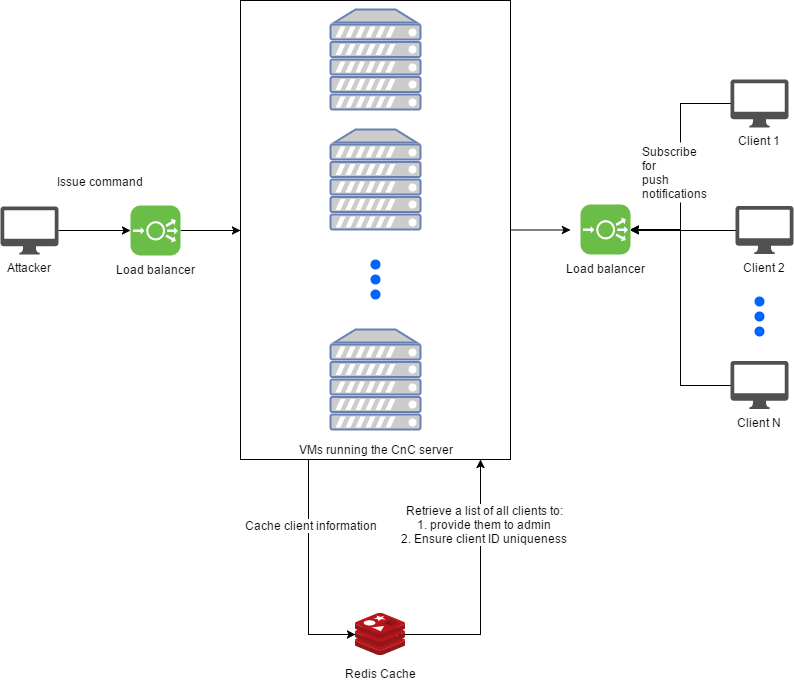 Issue command
Attacker
Load balancer
VMs running the CnC server
Load balancer
Subscribe
for
push
notifications
Client 1
Client 2
Client N
Cache client information
Retrieve a list of all clients to:
1. provide them to admin
2. Ensure client ID uniqueness
Redis Cache